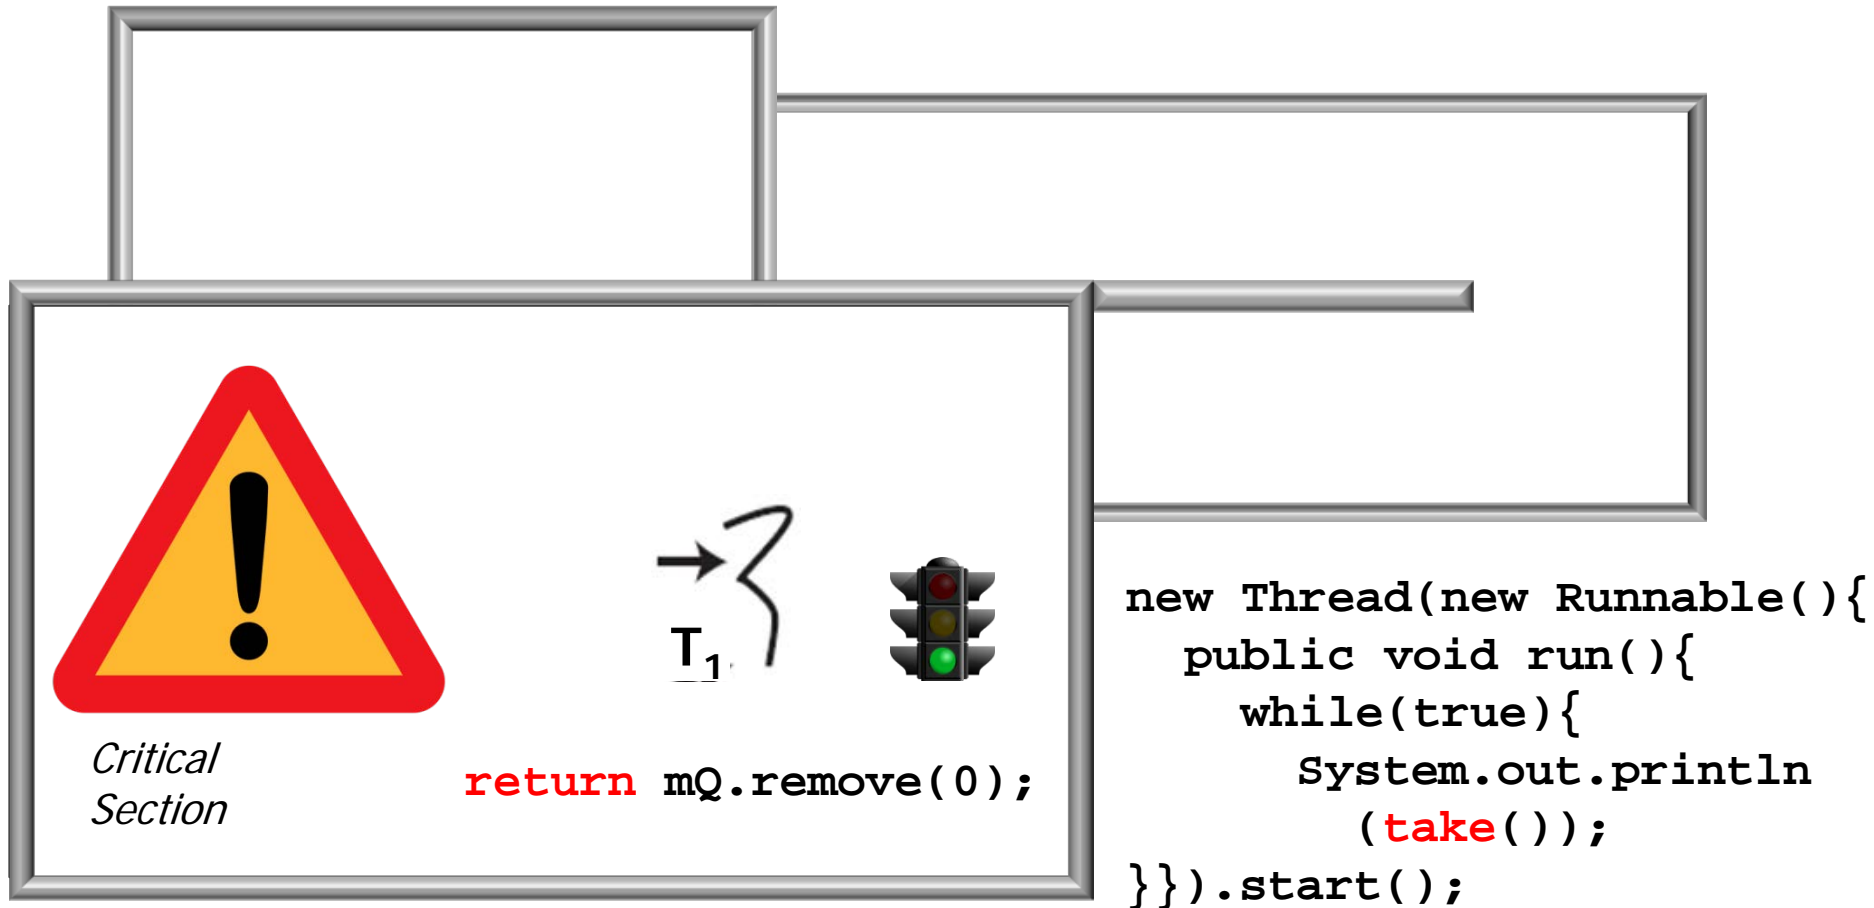 T1
Critical
Section
return mQ.remove(0);
new Thread(new Runnable(){
public void run(){
while(true){
System.out.println
(take());
}}).start();